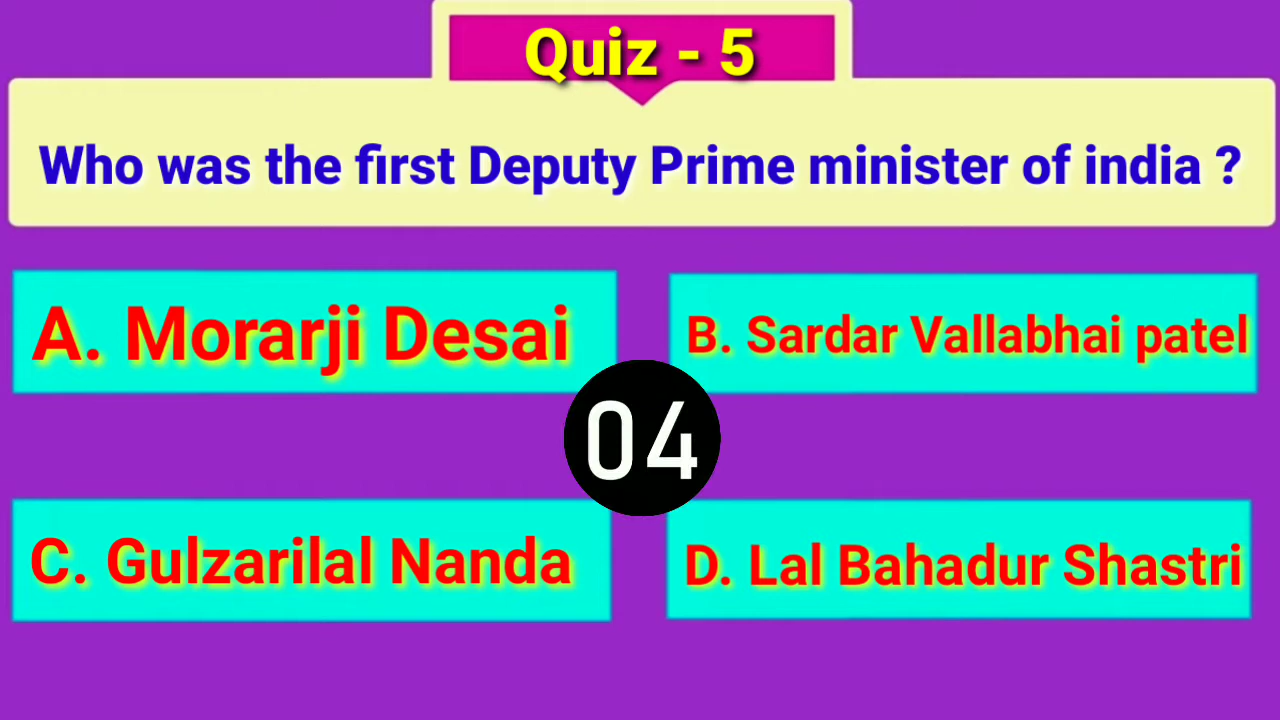 Quiz - 5
Who was the first Deputy Prime minister of india ?
A. Morarji Desai
B. Sardar Vallabhai patel
04
C. Gulzarilal Nanda
D. Lal Bahadur Shastri